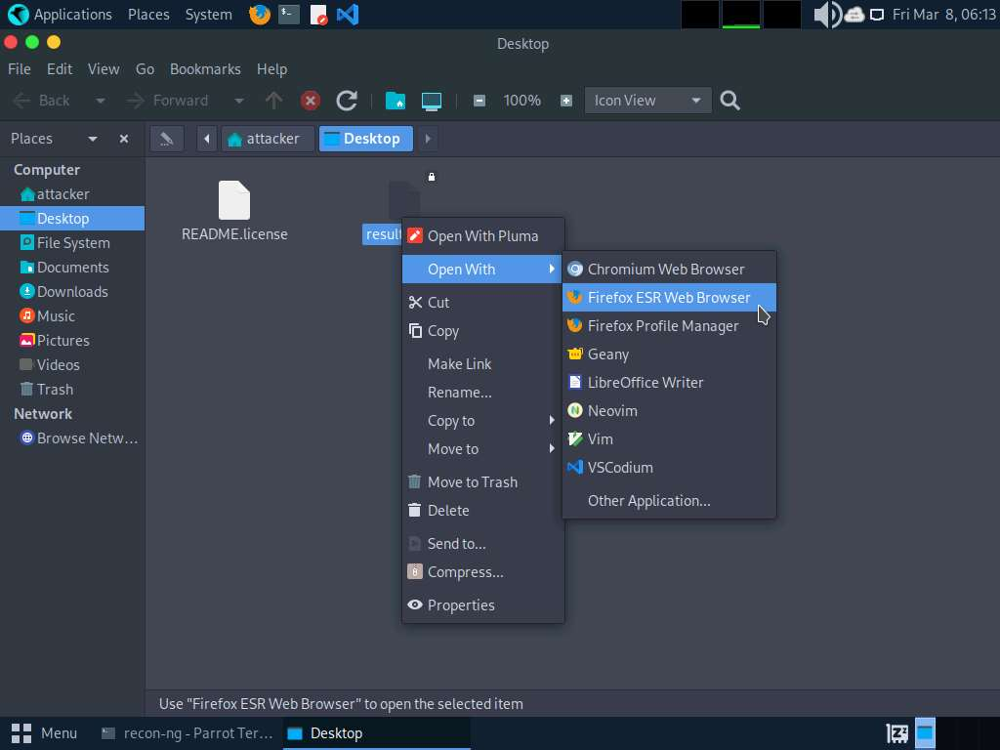 Applications Places System Fri Mar 8, 06:13
Desktop
File Edit View Go Bookmarks Help
Back Forward 100% Icon View
Places attacker Desktop
Computer
attacker
Desktop
File System
Documents
Downloads
Music
Pictures
Videos
Trash
Network
Browse Netw...
README.license
Open With Pluma
Open With
Cut
Copy
Make Link
Rename...
Copy to
Move to
Move to Trash
Delete
Send to...
Compress...
Properties
Chromium Web Browser
Firefox ESR Web Browser
Firefox Profile Manager
Geany
LibreOffice Writer
Neovim
Vim
VSCodium
Other Application...
Use "Firefox ESR Web Browser" to open the selected item
Menu recon-ng - Parrot Ter... Desktop